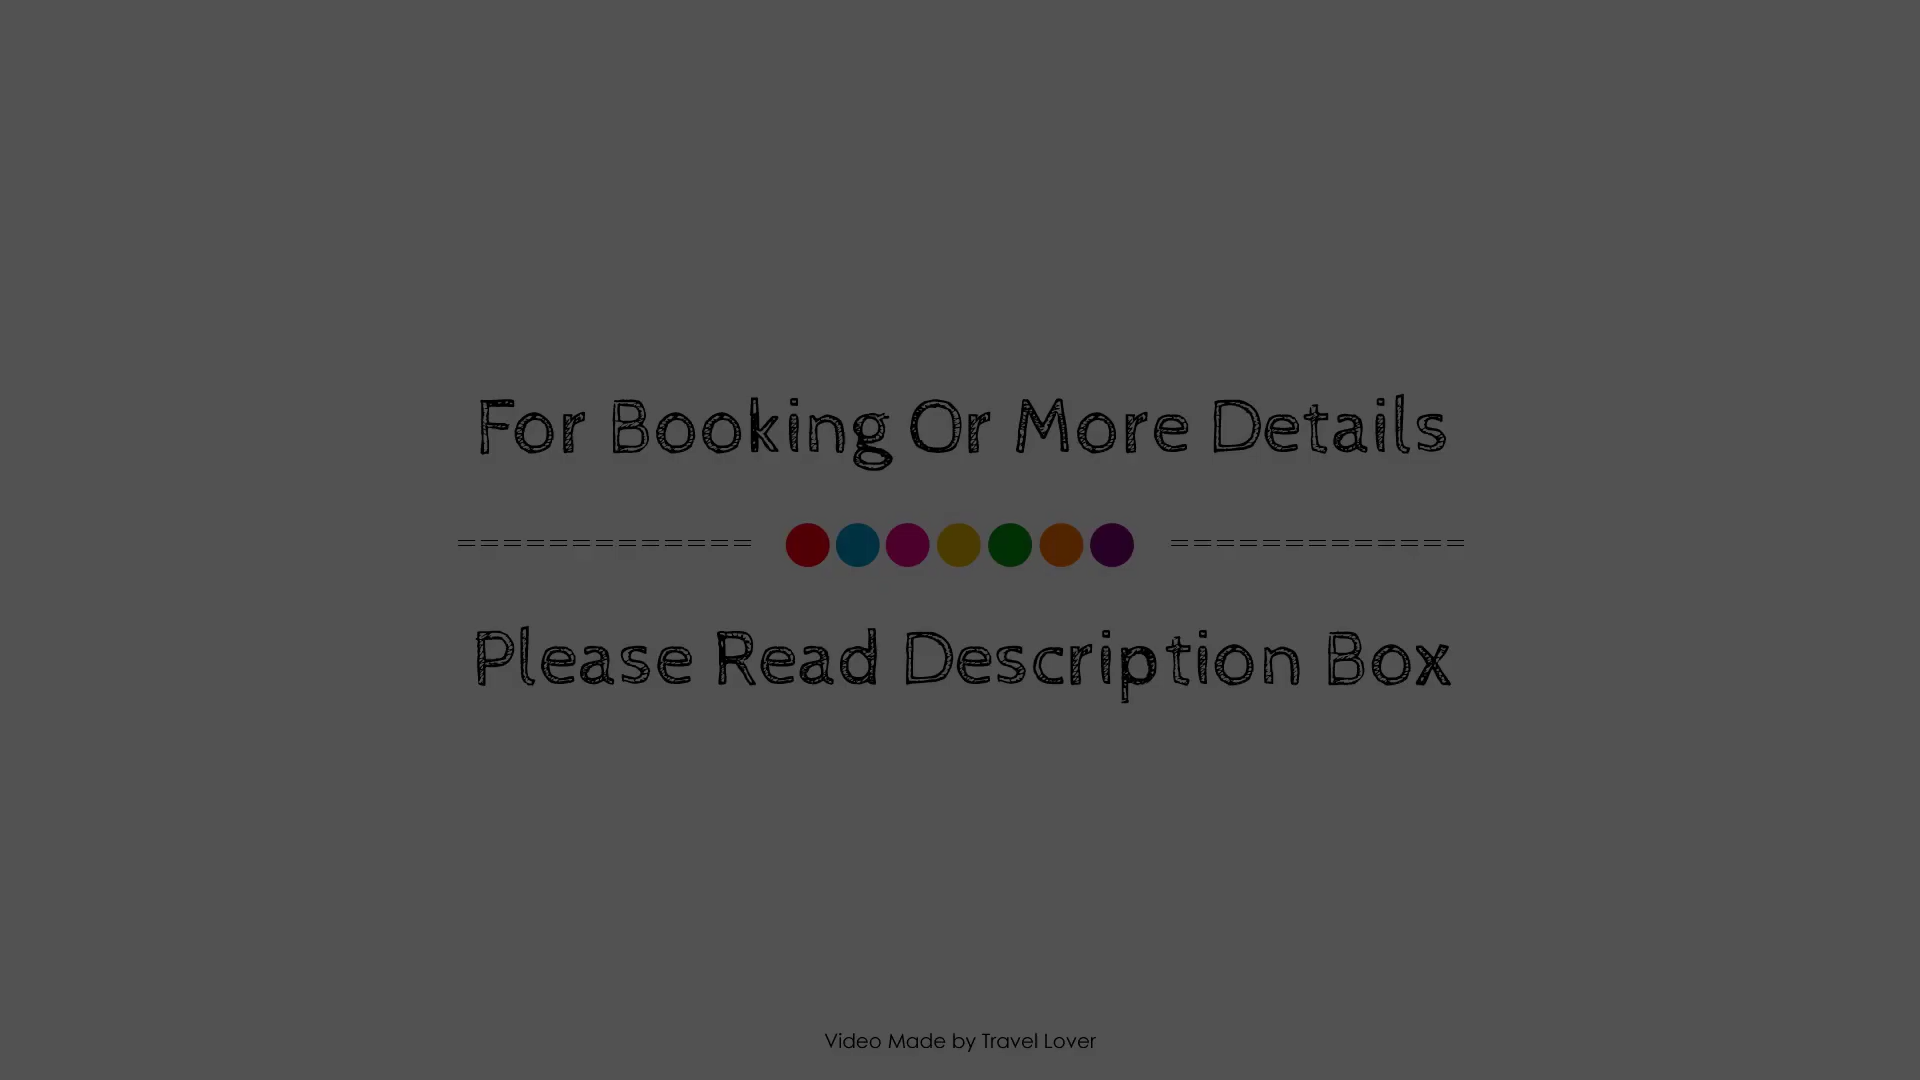 For Booking Or More Details
============= =============
Please Read Description Box
Video Made by Travel Lover